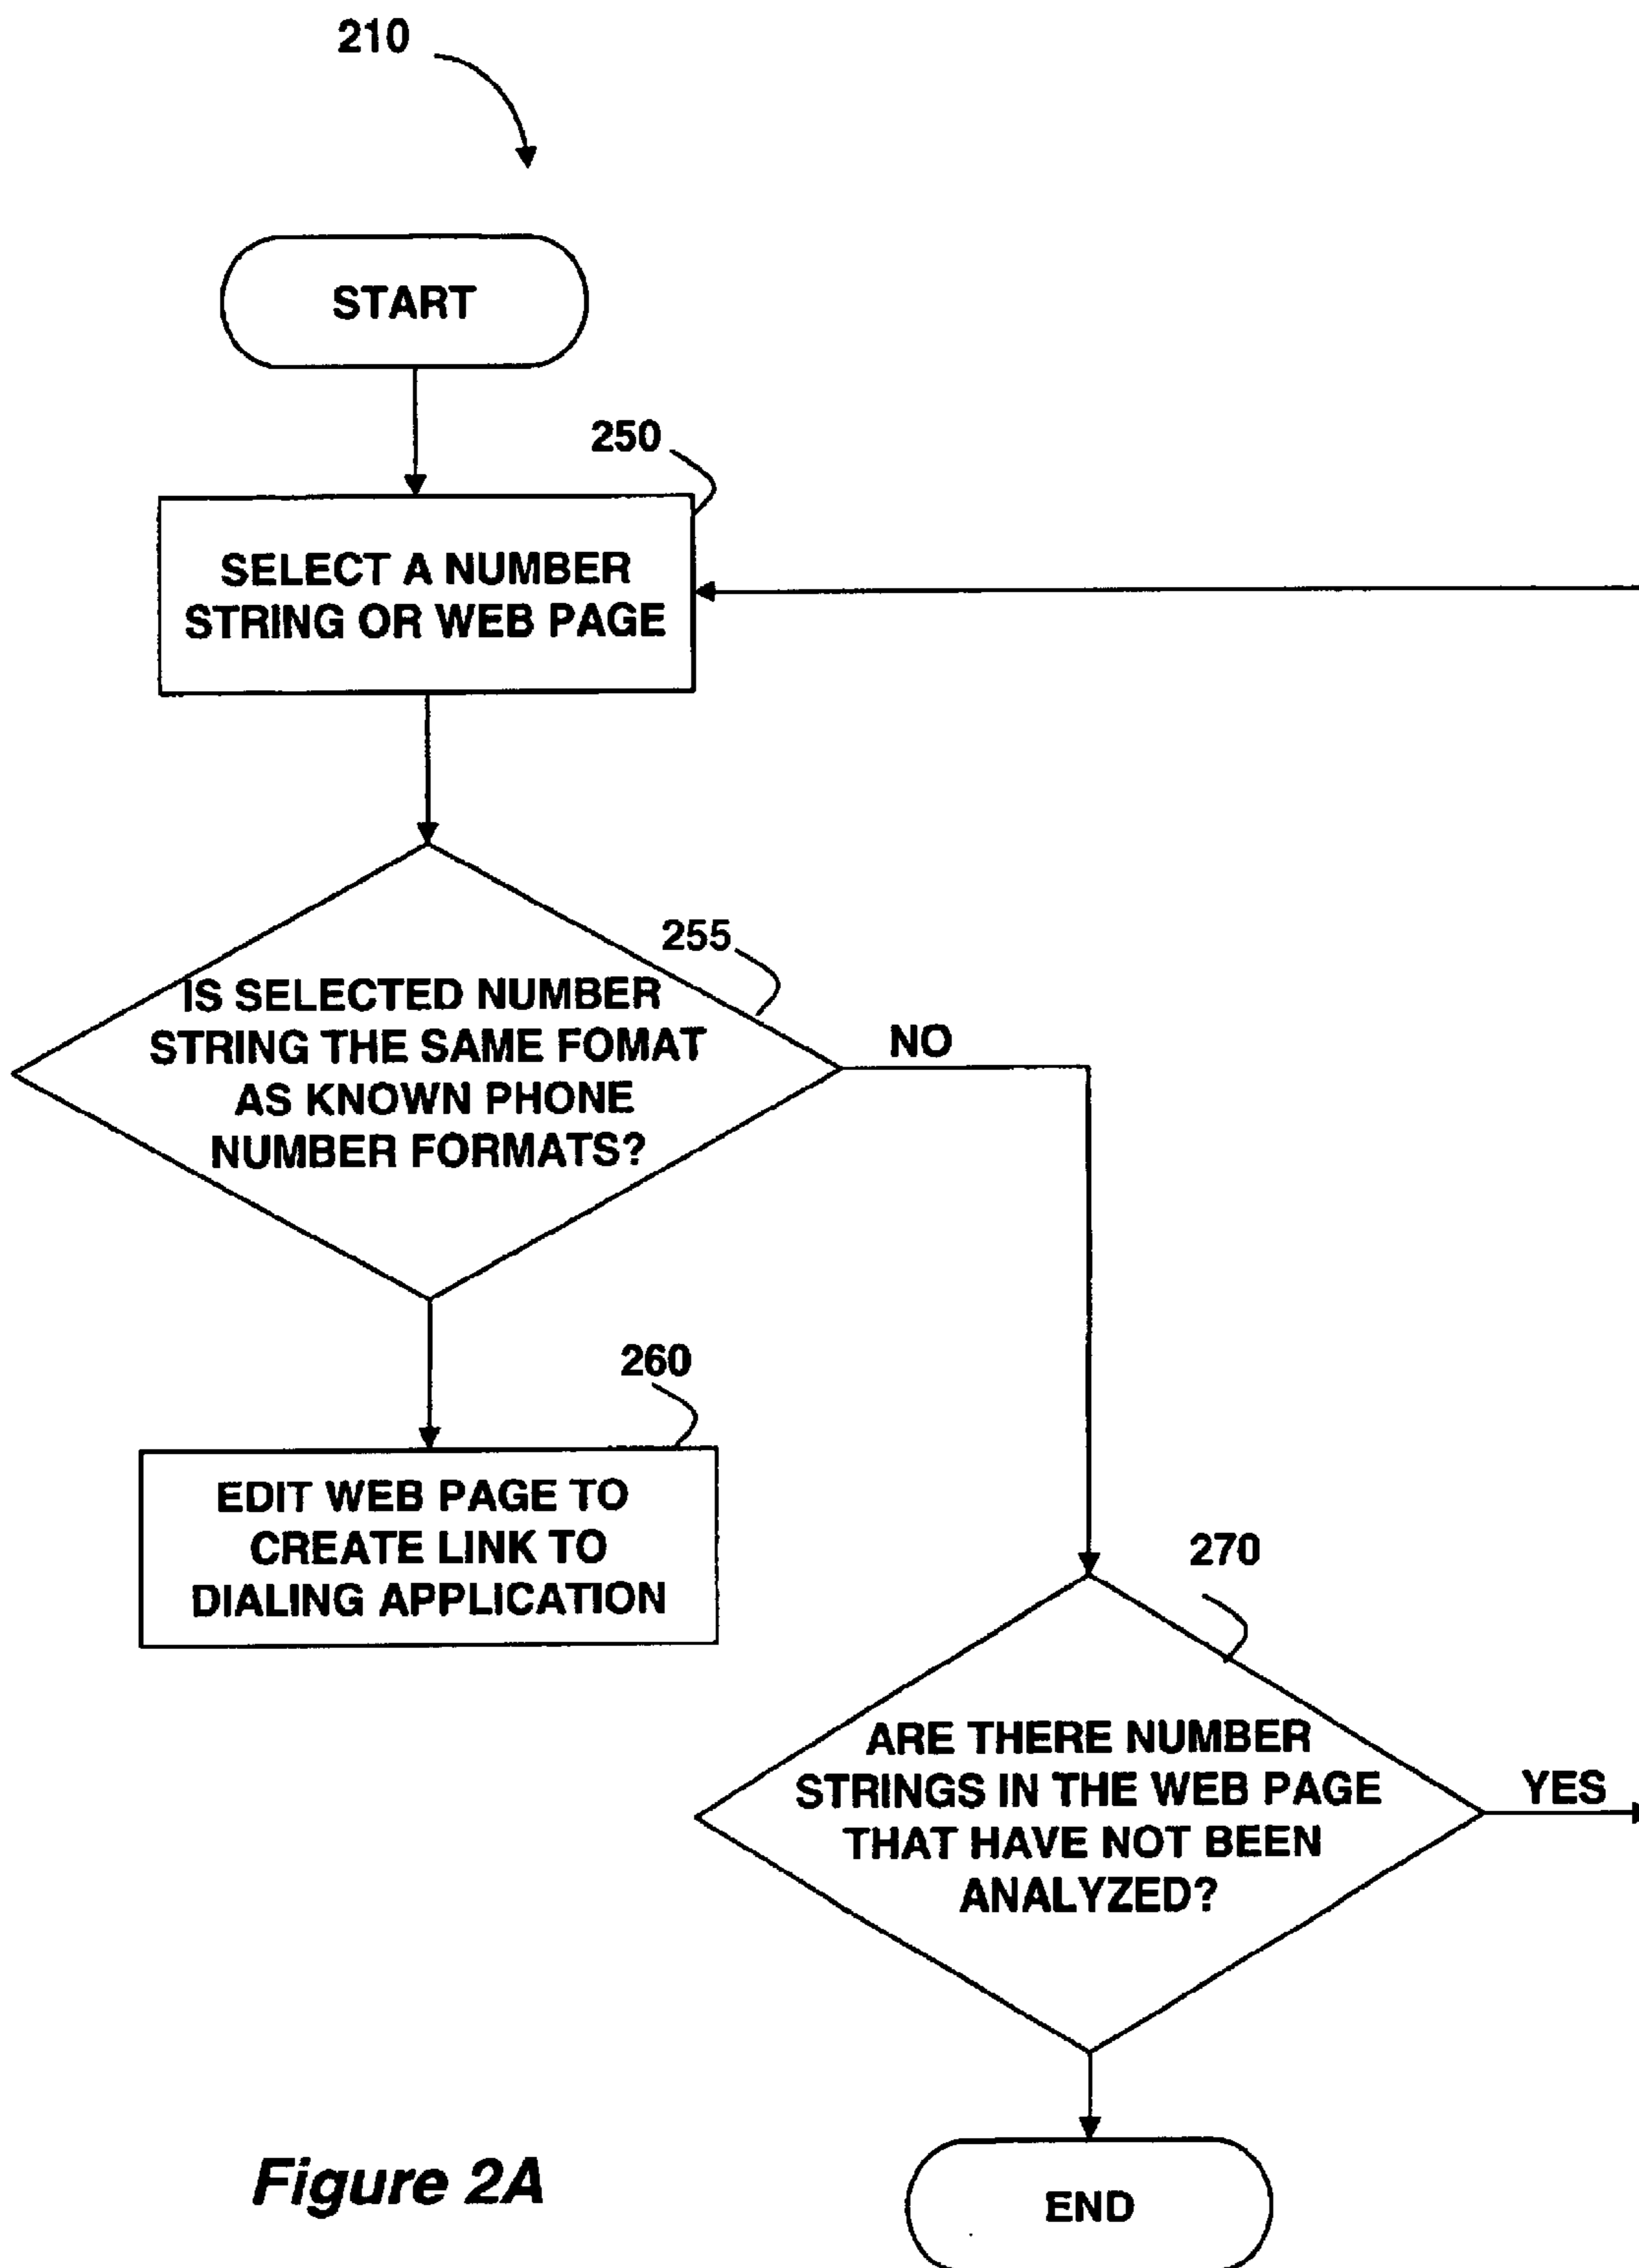 210
START
250
SELECT A NUMBER
STRING OR WEB PAGE
255
IS SELECTED NUMBER
STRING THE SAME FOMAT
AS KNOWN PHONE
NUMBER FORMATS?
NO
260
EDIT WEB PAGE TO
CREATE LINK TO
DIALING APPLICATION
270
ARE THERE NUMBER
STRINGS IN THE WEB PAGE
THAT HAVE NOT BEEN
ANALYZED?
YES
END
Figure 2A